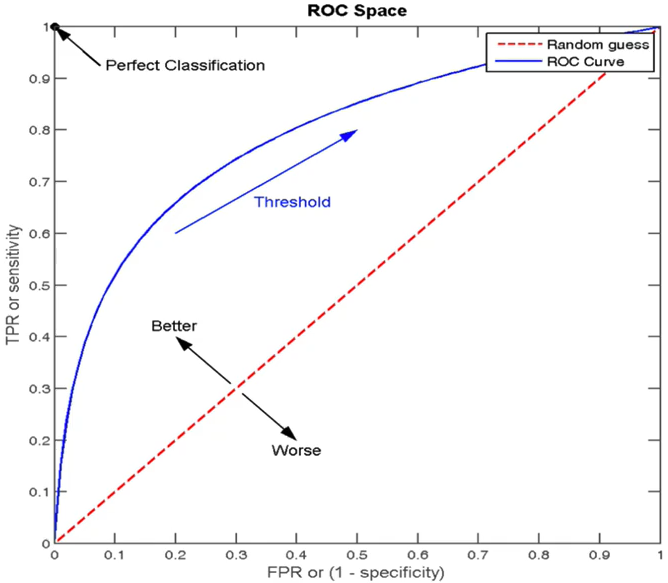 ROC Space
1
Perfect Classification
Random guess
ROC Curve
0.9
0.8
0.7
Threshold
0.6
0.5
TPR or sensitivity
0.4
Better
0.3
0.2
Worse
0.1
0
0 0.1 0.2 0.3 0.4 0.5 0.6 0.7 0.8 0.9 1
FPR or (1 - specificity)